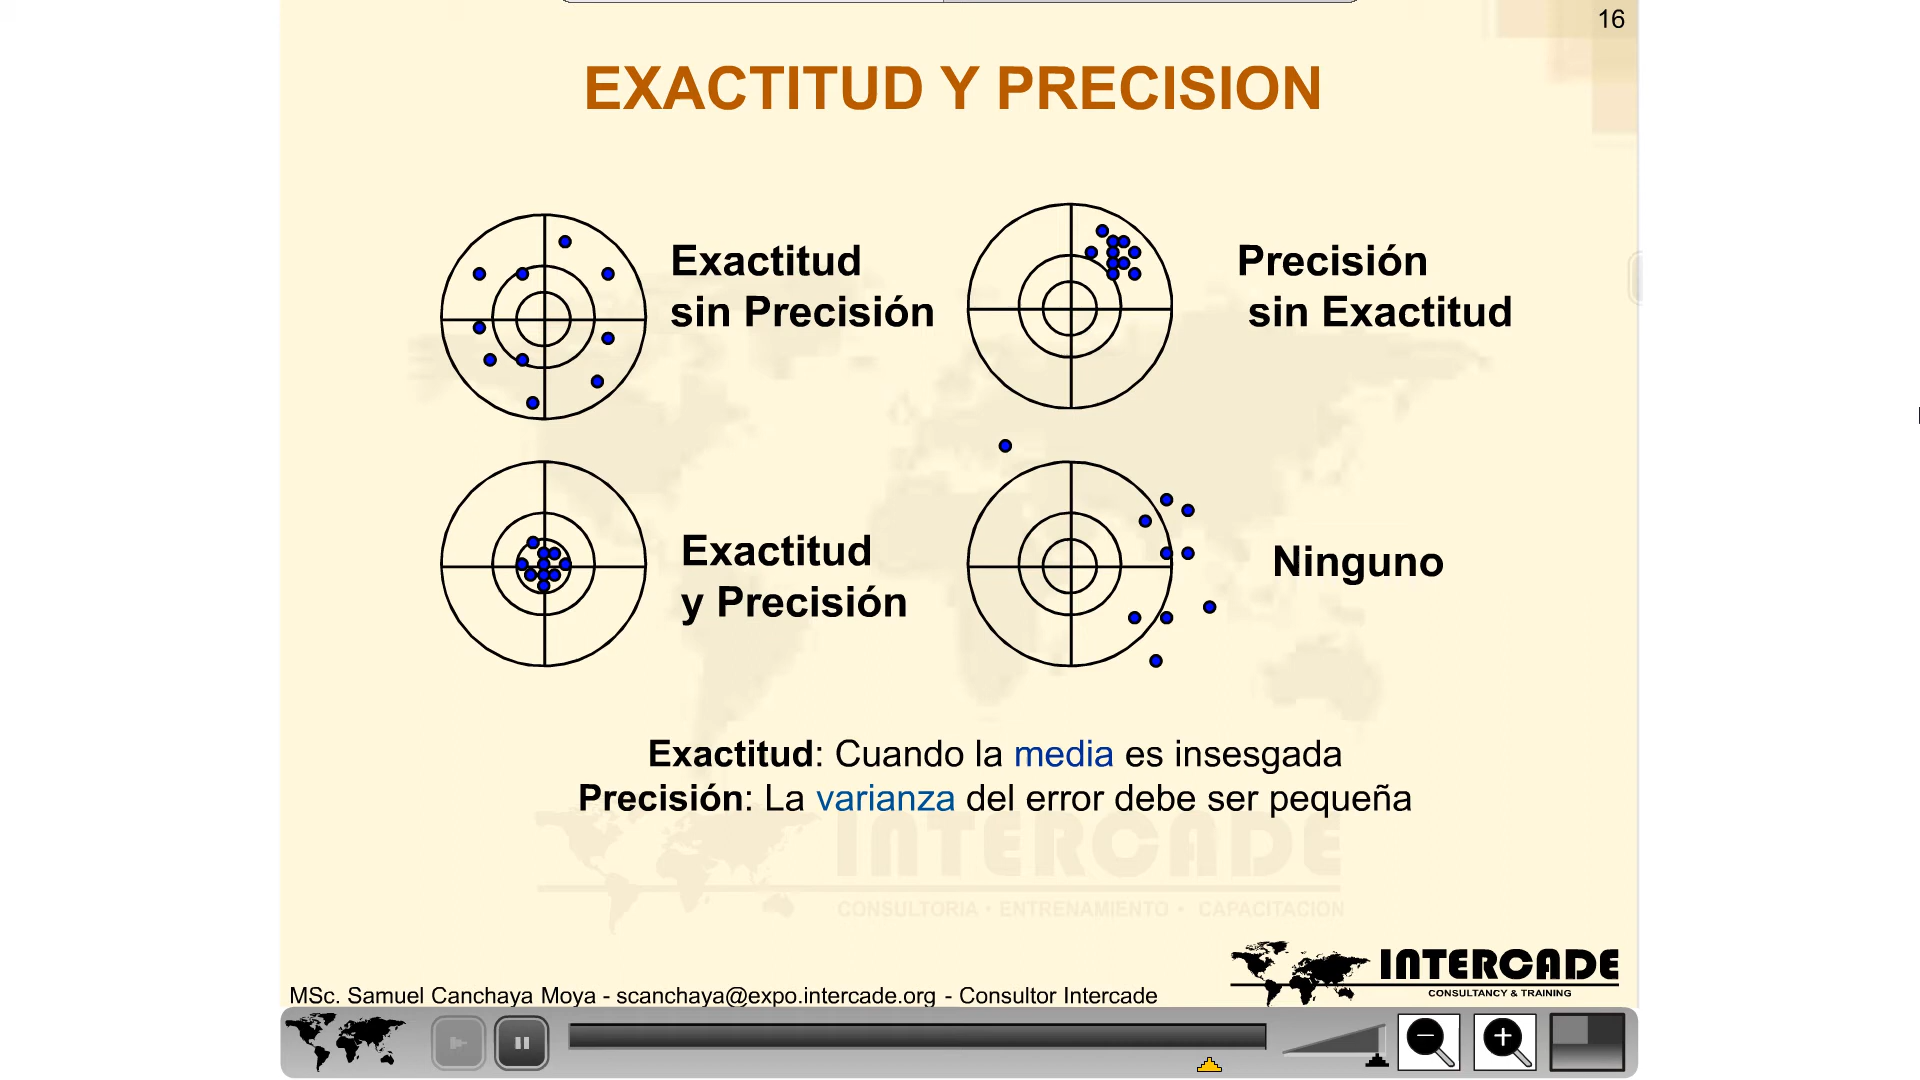 16
EXACTITUD Y PRECISION
Exactitud
sin Precisión
Precisión
sin Exactitud
Exactitud
y Precisión
Ninguno
Exactitud: Cuando la media es insesgada
Precisión: La varianza del error debe ser pequeña
INTERCADE
CONSULTORIA • ENTRENAMIENTO • CAPACITACION
INTERCADE
CONSULTANCY & TRAINING
MSc. Samuel Canchaya Moya - scanchaya@expo.intercade.org - Consultor Intercade